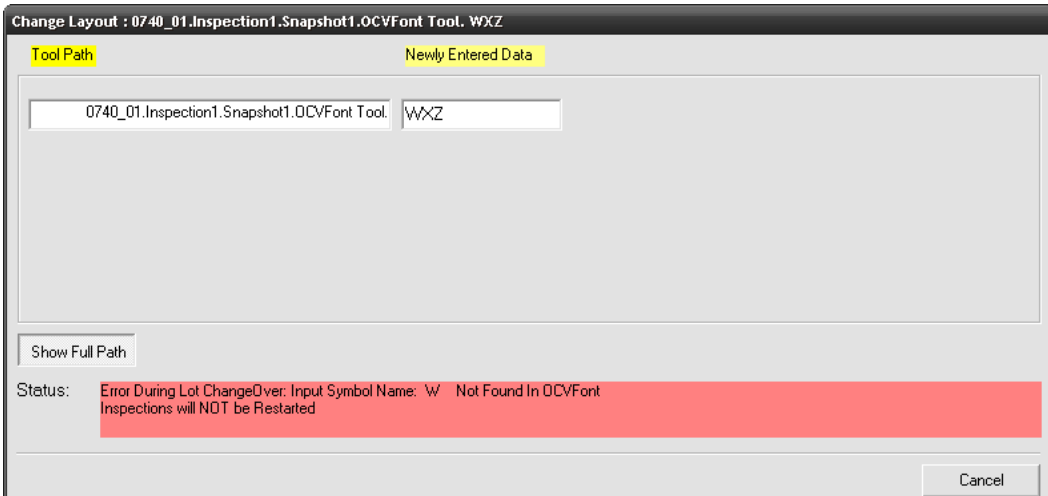 Change Layout : 0740_01.Inspection1.Snapshot1.OCVFont Tool. WXZ
Tool Path Newly Entered Data
0740_01.Inspection1.Snapshot1.OCVFont Tool. WXZ
Show Full Path
Status: Error During Lot ChangeOver: Input Symbol Name: W Not Found In OCVFont
Inspections will NOT be Restarted
Cancel